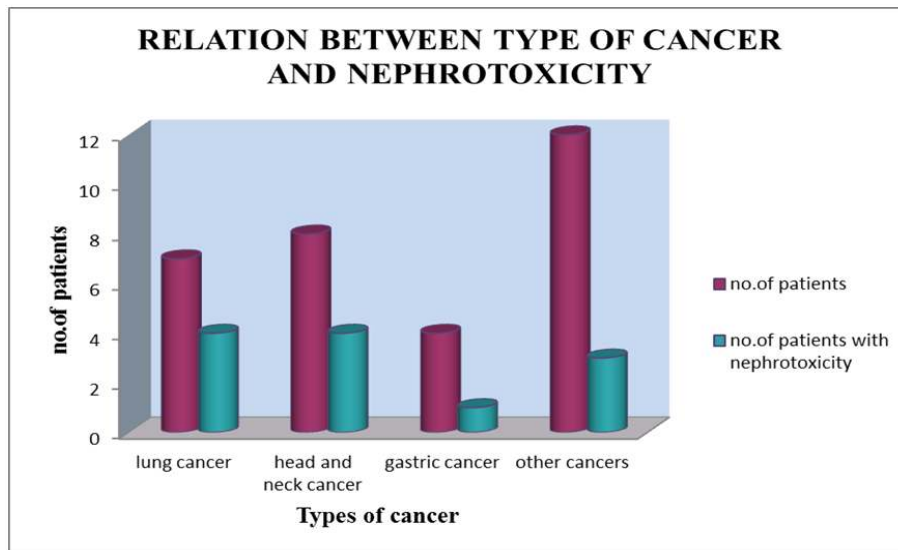 RELATION BETWEEN TYPE OF CANCER
AND NEPHROTOXICITY
no.of patients
12
10
8
6
4
2
0
lung cancer
head and
neck cancer
gastric cancer
other cancers
Types of cancer
no.of patients
no.of patients with
nephrotoxicity